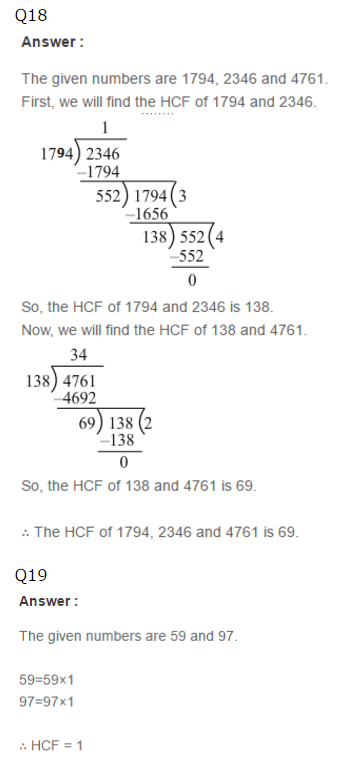 Q18
Answer :
The given numbers are 1794, 2346 and 4761.
First, we will find the HCF of 1794 and 2346.
1
1794) 2346
–1794
552) 1794(3
–1656
138) 552(4
–552
0
So, the HCF of 1794 and 2346 is 138.
Now, we will find the HCF of 138 and 4761.
34
138) 4761
–4692
69) 138(2
–138
0
So, the HCF of 138 and 4761 is 69.
∴ The HCF of 1794, 2346 and 4761 is 69.
Q19
Answer :
The given numbers are 59 and 97.
59=59×1
97=97×1
∴ HCF = 1